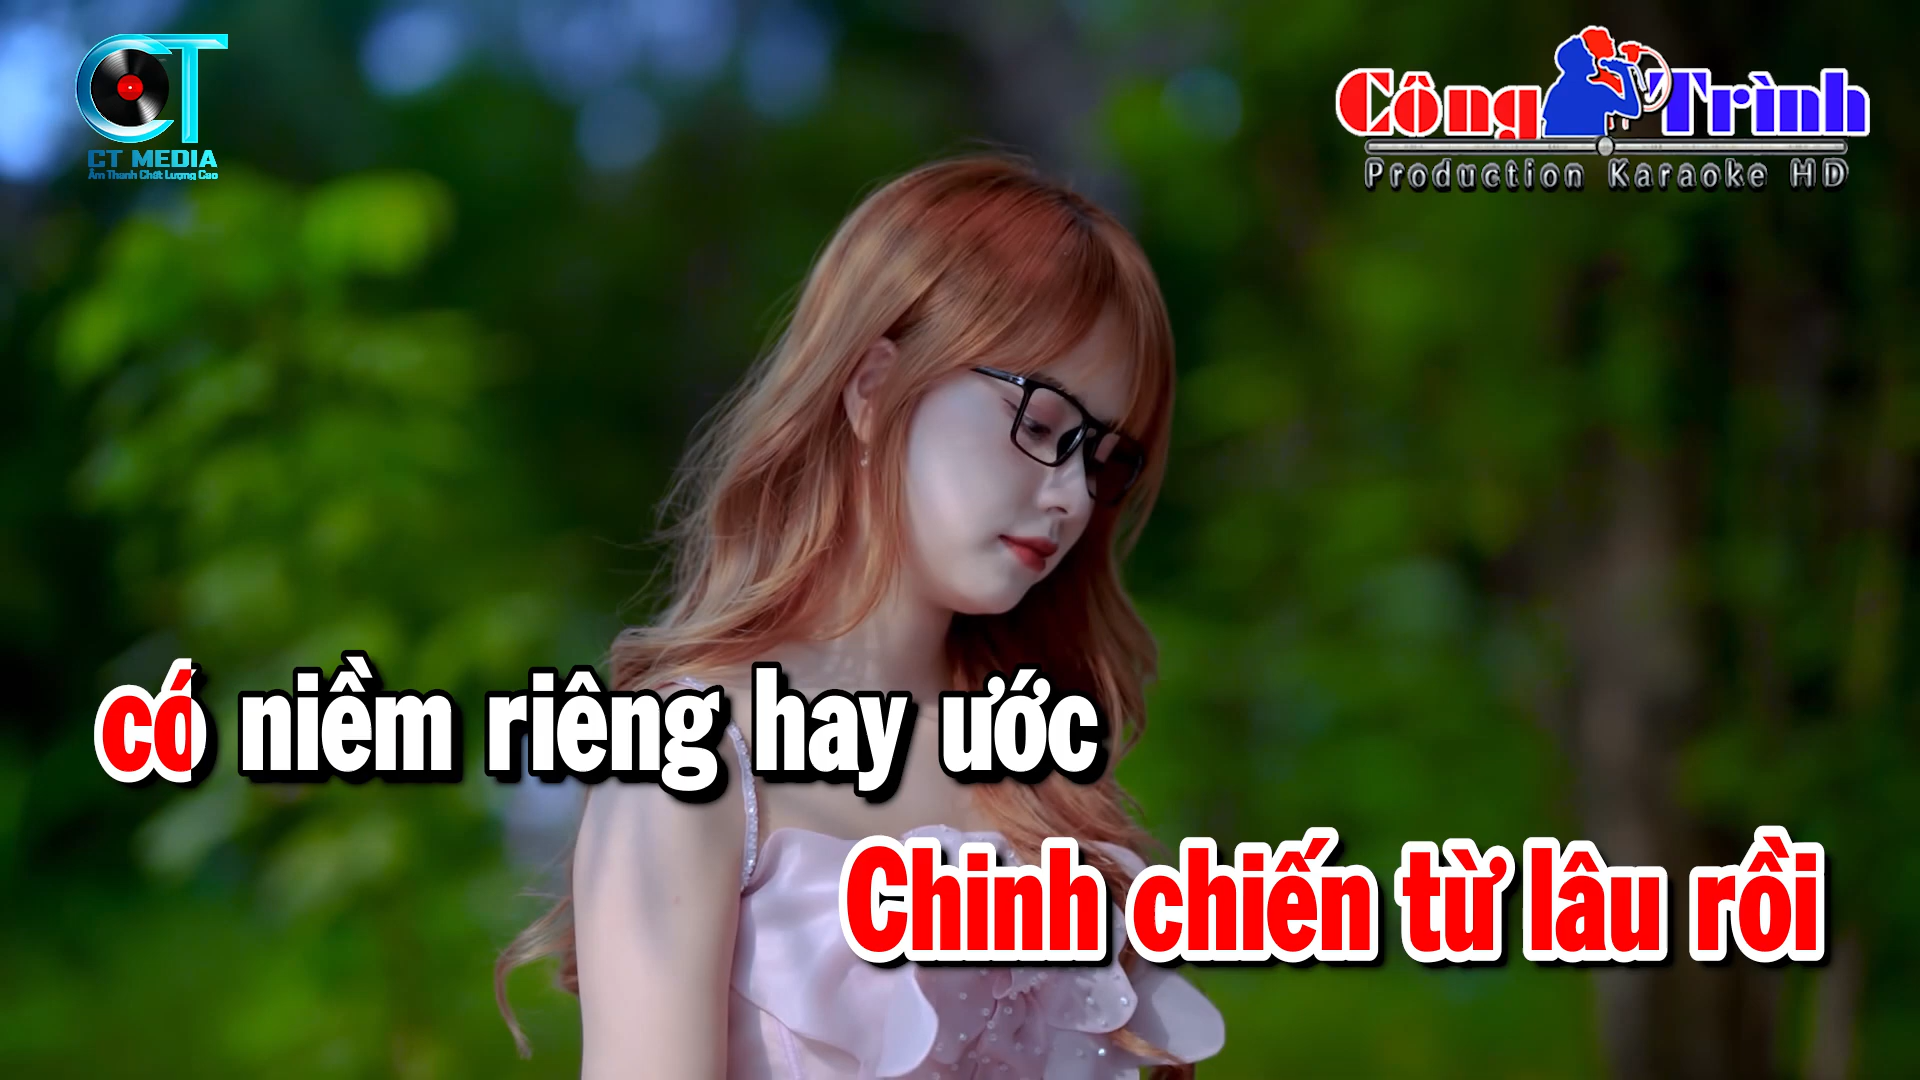 CT
CT MEDIA
Âm Thanh Chất Lượng Cao
Công Trình
Production Karaoke HD
có niềm riêng hay ước
Chinh chiến từ lâu rồi